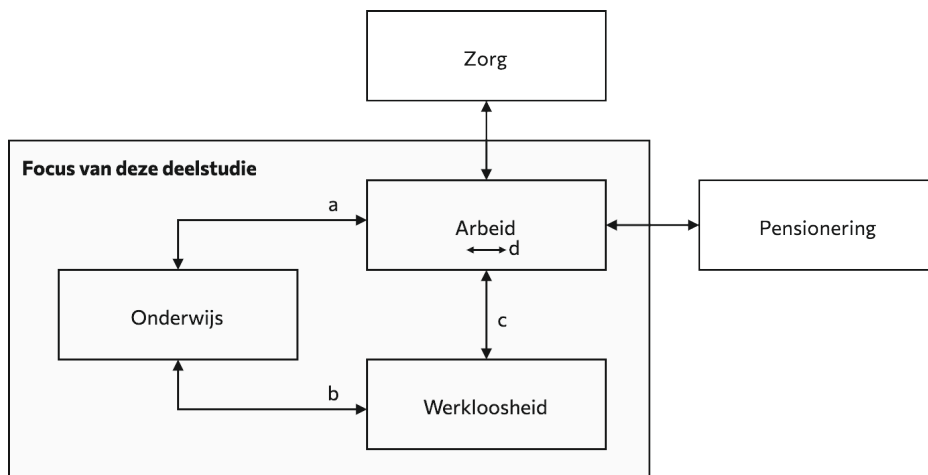 Zorg
Focus van deze deelstudie
a
Arbeid
d
Pensionering
Onderwijs
c
b
Werkloosheid